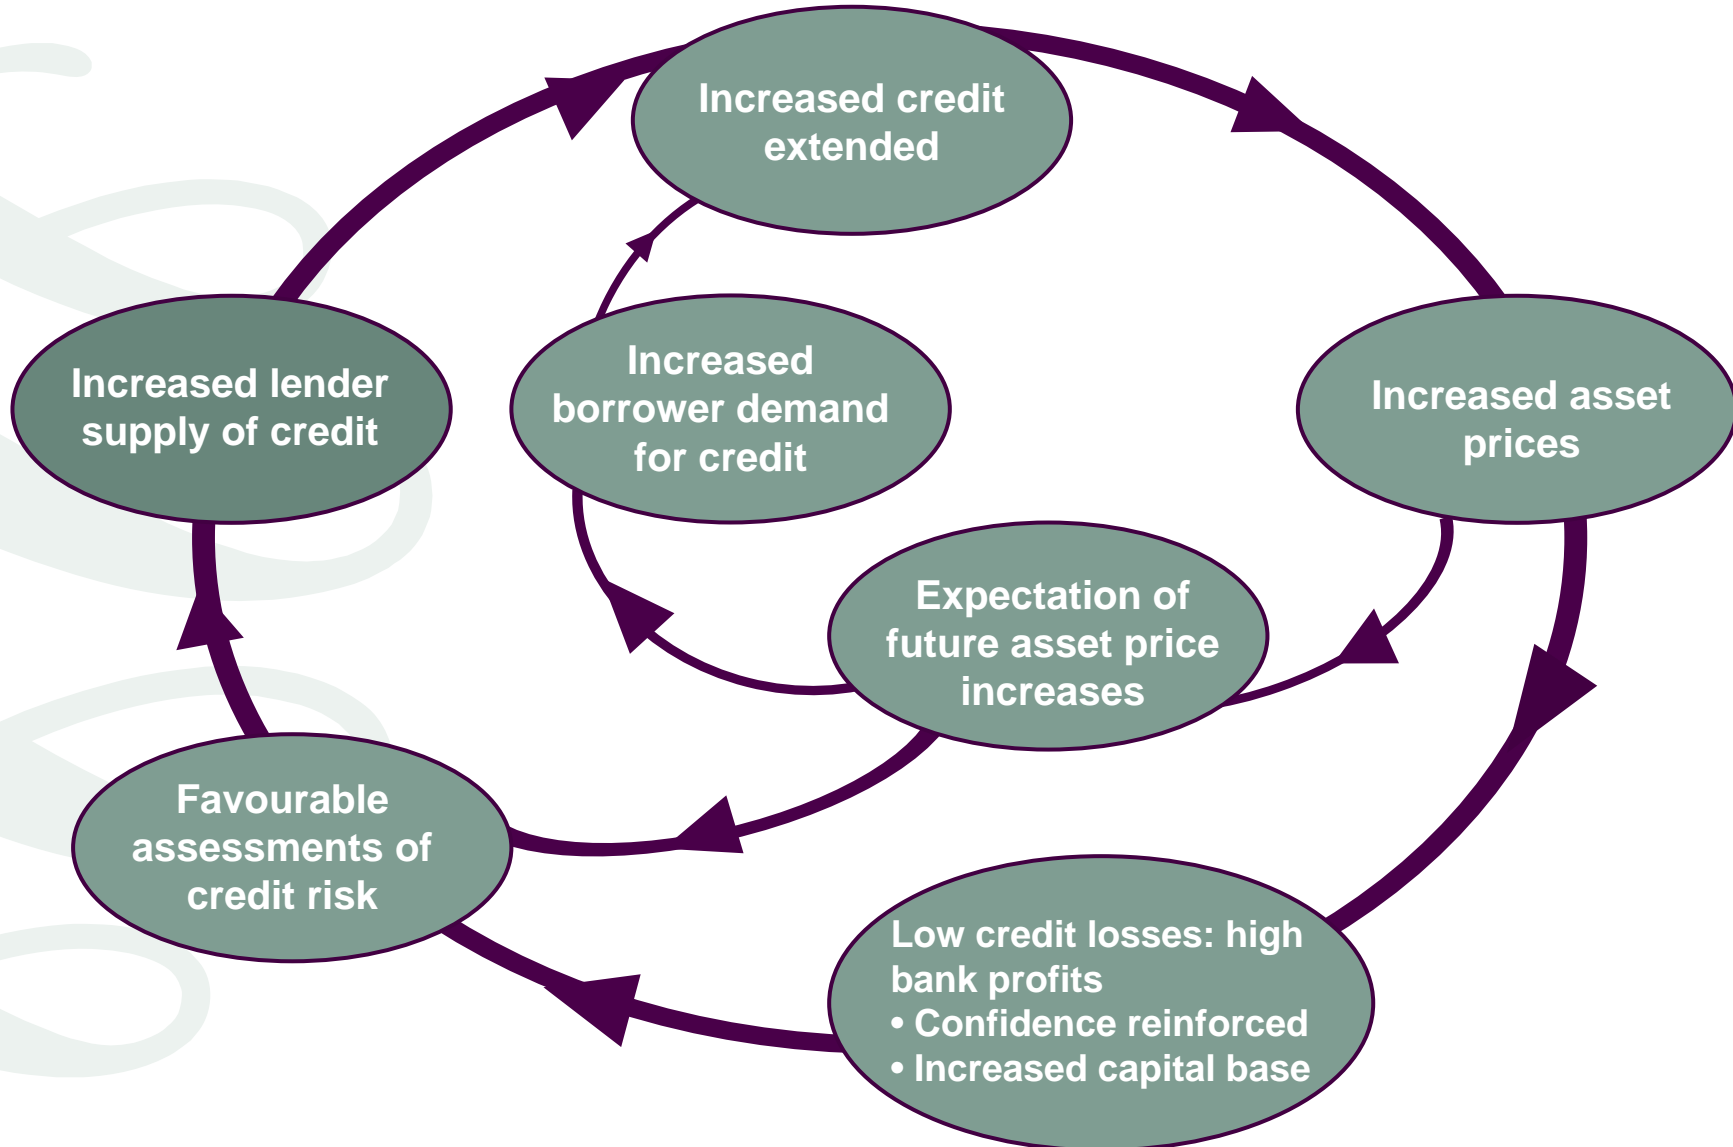 Increased credit
extended
Increased lender
supply of credit
Increased
borrower demand
for credit
Increased asset
prices
Expectation of
future asset price
increases
Favourable
assessments of
credit risk
Low credit losses: high
bank profits
• Confidence reinforced
• Increased capital base